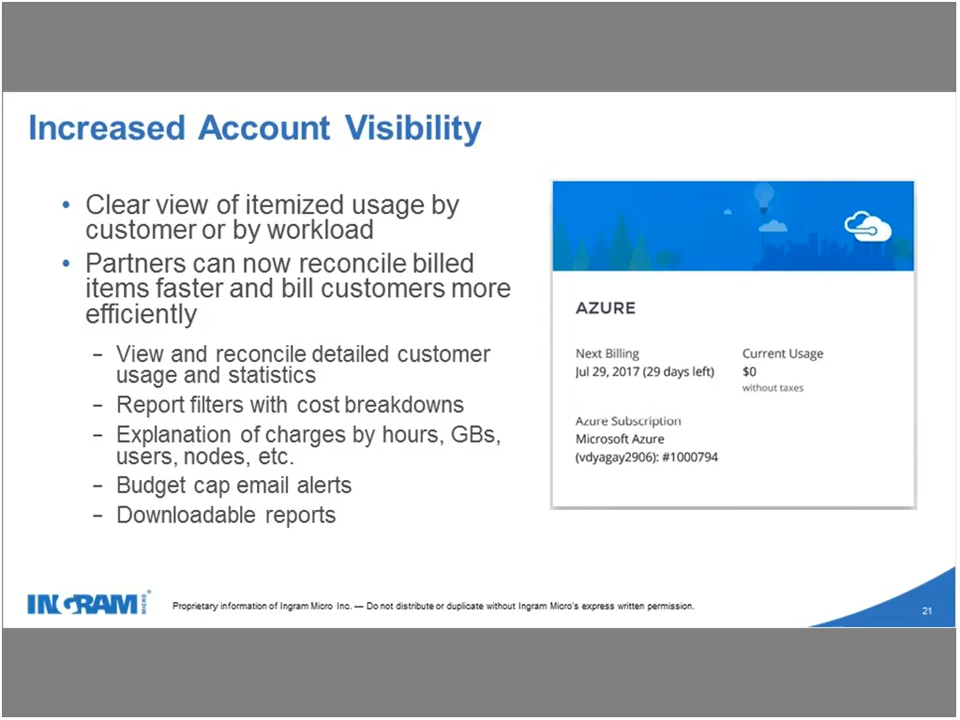 Increased Account Visibility
• Clear view of itemized usage by
customer or by workload
• Partners can now reconcile billed
items faster and bill customers more
efficiently
– View and reconcile detailed customer
usage and statistics
– Report filters with cost breakdowns
– Explanation of charges by hours, GBs,
users, nodes, etc.
– Budget cap email alerts
– Downloadable reports
AZURE
Next Billing
Jul 29, 2017 (29 days left)
Current Usage
$0
without taxes
Azure Subscription
Microsoft Azure
(vdyagay2906): #1000794
INGRAM MICRO®
Proprietary information of Ingram Micro Inc. — Do not distribute or duplicate without Ingram Micro's express written permission.
21